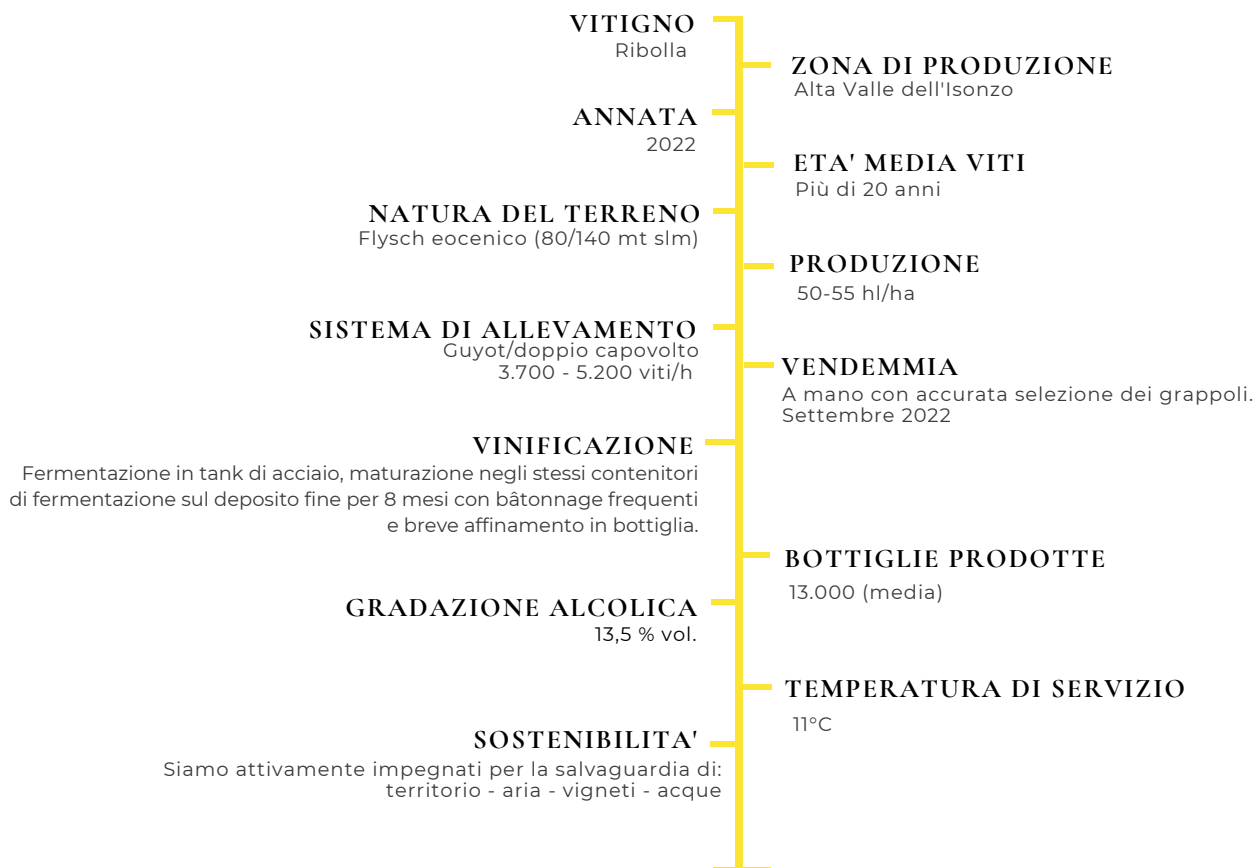 VITIGNO
Ribolla
ZONA DI PRODUZIONE
Alta Valle dell'Isonzo
ANNATA
2022
ETA' MEDIA VITI
Più di 20 anni
NATURA DEL TERRENO
Flysch eocenico (80/140 mt slm)
PRODUZIONE
50-55 hl/ha
SISTEMA DI ALLEVAMENTO
Guyot/doppio capovolto
3.700 - 5.200 viti/h
VENDEMMIA
A mano con accurata selezione dei grappoli.
Settembre 2022
VINIFICAZIONE
Fermentazione in tank di acciaio, maturazione negli stessi contenitori
di fermentazione sul deposito fine per 8 mesi con bâtonnage frequenti
e breve affinamento in bottiglia.
BOTTIGLIE PRODOTTE
13.000 (media)
GRADAZIONE ALCOLICA
13,5 % vol.
TEMPERATURA DI SERVIZIO
11°C
SOSTENIBILITA'
Siamo attivamente impegnati per la salvaguardia di:
territorio - aria - vigneti - acque